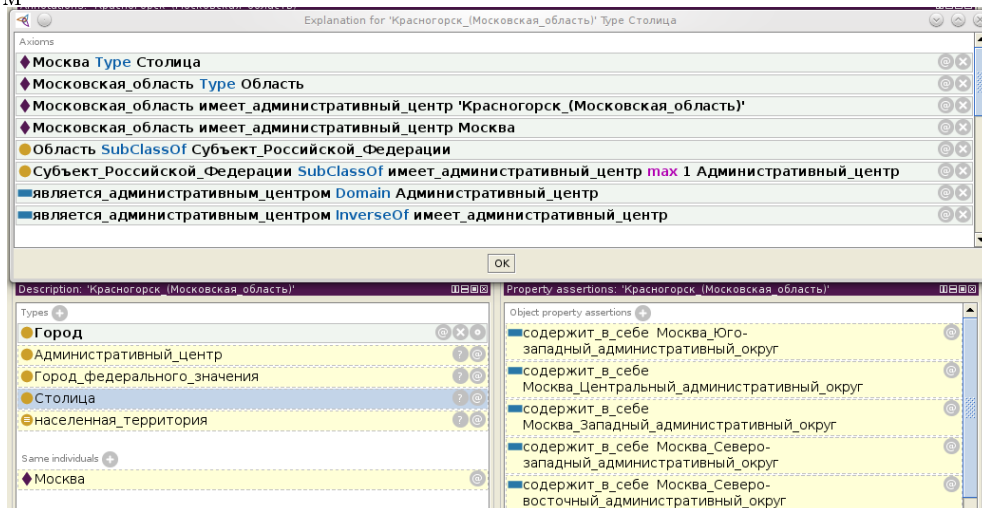 М
Explanation for 'Красногорск_(Московская_область)' Type Столица
Axioms
Москва Type Столица
Московская_область Type Область
Московская_область имеет_административный_центр 'Красногорск_(Московская_область)'
Московская_область имеет_административный_центр Москва
Область SubClassOf Субъект_Российской_Федерации
Субъект_Российской_Федерации SubClassOf имеет_административный_центр max 1 Административный_центр
является_административным_центром Domain Административный_центр
является_административным_центром InverseOf имеет_административный_центр
OK
Description: 'Красногорск_(Московская_область)'
Types
Город
Административный_центр
Город_федерального_значения
Столица
населенная_территория
Same individuals
Москва
Property assertions: 'Красногорск_(Московская_область)'
Object property assertions
содержит_в_себе Москва_Юго-
западный_административный_округ
содержит_в_себе
Москва_Центральный_административный_округ
содержит_в_себе
Москва_Западный_административный_округ
содержит_в_себе Москва_Северо-
западный_административный_округ
содержит_в_себе Москва_Северо-
восточный_административный_округ